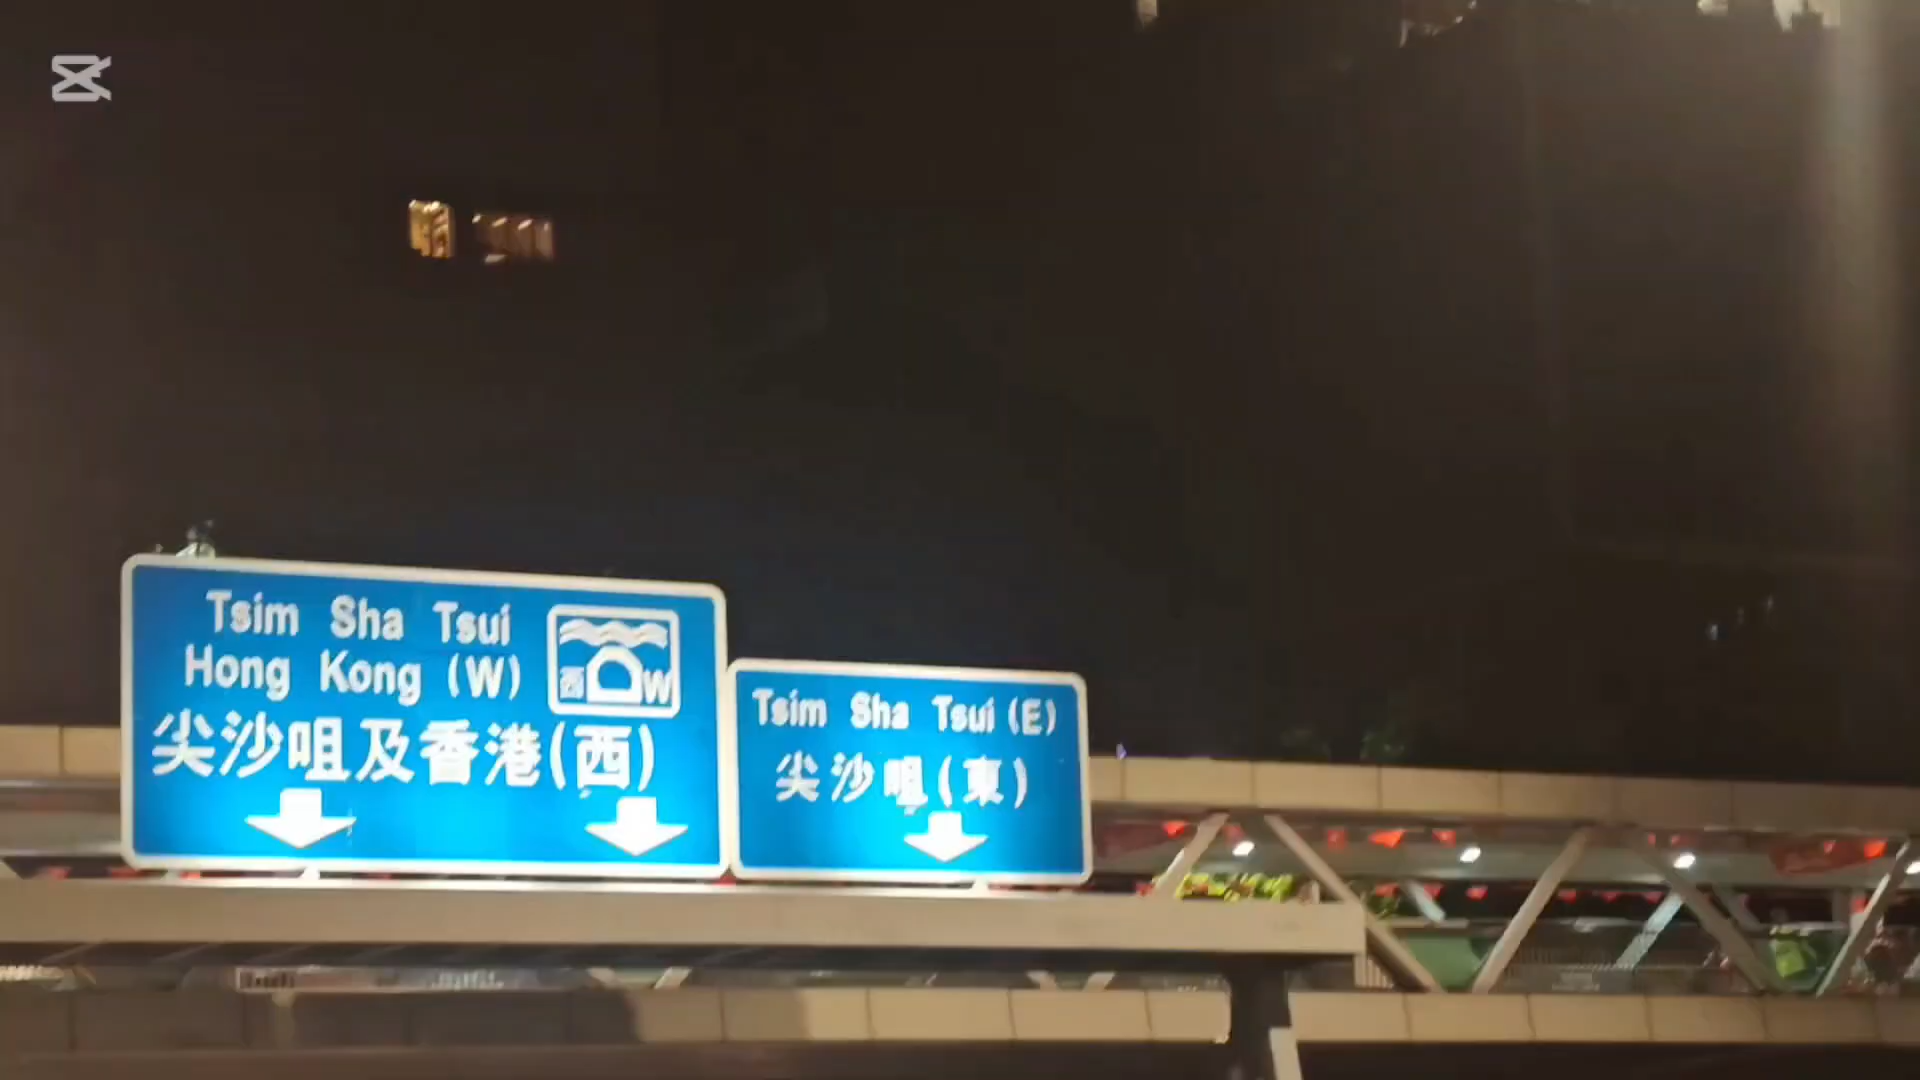 Tsim Sha Tsui
Hong Kong (W)
西 W
尖沙咀及香港(西)
Tsim Sha Tsui (E)
尖沙咀(東)